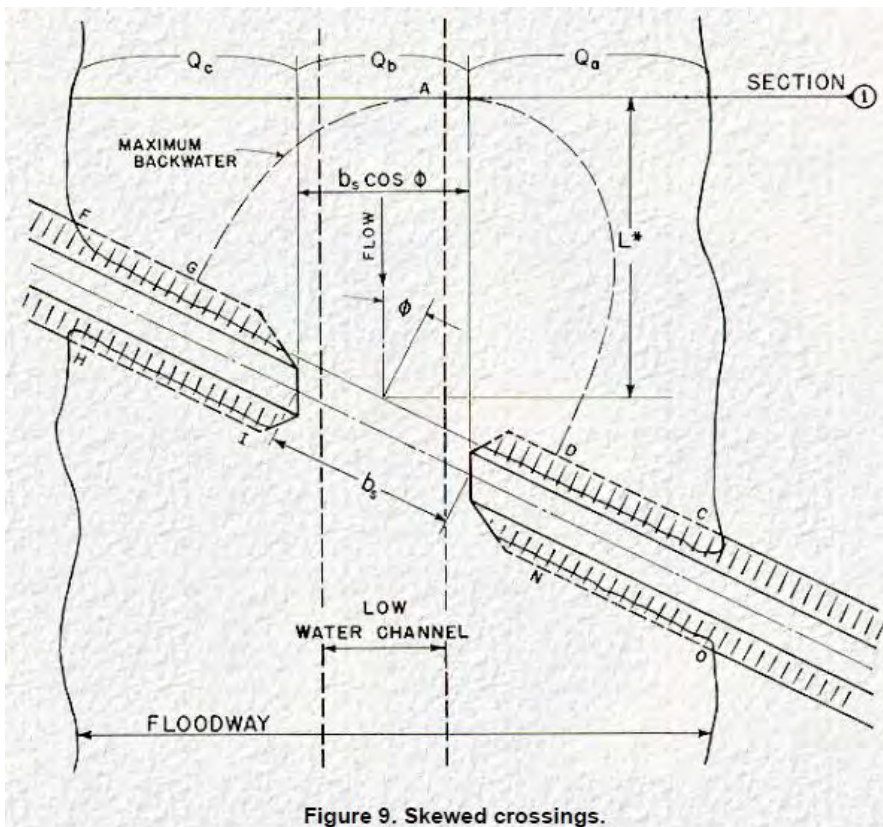 Qc Qb Qa
A
SECTION 1
MAXIMUM
BACKWATER
bs cos φ
FLOW
L*
F
G
φ
H
I
D
C
bs
N
LOW
WATER CHANNEL
O
FLOODWAY
Figure 9. Skewed crossings.